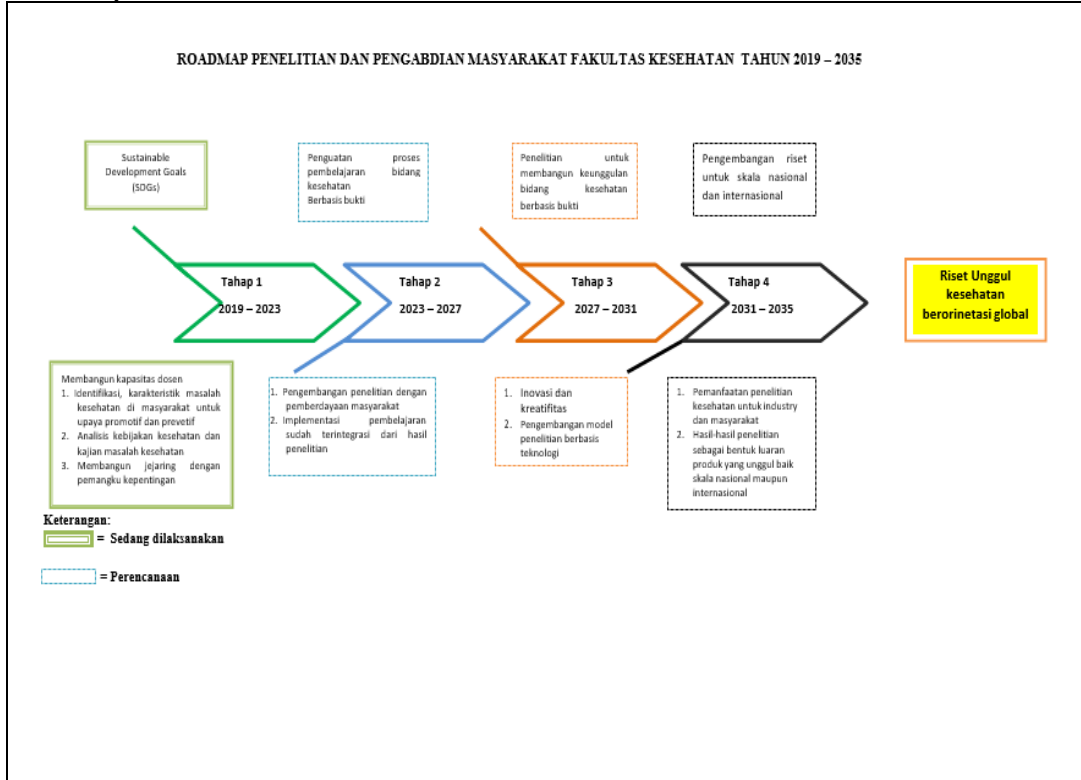 ROADMAP PENELITIAN DAN PENGABDIAN MASYARAKAT FAKULTAS KESEHATAN TAHUN 2019 – 2035
Sustainable
Development Goals
(SDGs)
Penguatan proses
pembelajaran bidang
kesehatan
Berbasis bukti
Penelitian untuk
membangun keunggulan
bidang kesehatan
berbasis bukti
Pengembangan riset
untuk skala nasional
dan internasional
Tahap 1
2019 – 2023
Tahap 2
2023 – 2027
Tahap 3
2027 – 2031
Tahap 4
2031 – 2035
Riset Unggul
kesehatan
berorinetasi global
Membangun kapasitas dosen
1. Identifikasi, karakteristik masalah
kesehatan di masyarakat untuk
upaya promotif dan prevetif
2. Analisis kebijakan kesehatan dan
kajian masalah kesehatan
3. Membangun jejaring dengan
pemangku kepentingan
1. Pengembangan penelitian dengan
pemberdayaan masyarakat
2. Implementasi pembelajaran
sudah terintegrasi dari hasil
penelitian
1. Inovasi dan
kreatifitas
2. Pengembangan model
penelitian berbasis
teknologi
1. Pemanfaatan penelitian
kesehatan untuk industry
dan masyarakat
2. Hasil-hasil penelitian
sebagai bentuk luaran
produk yang unggul baik
skala nasional maupun
internasional
Keterangan:
= Sedang dilaksanakan
= Perencanaan